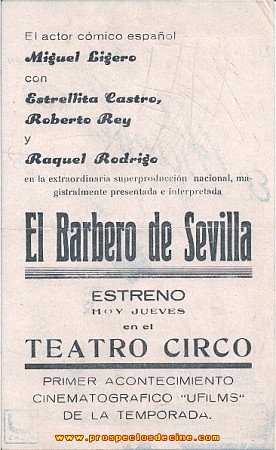 El actor cómico español
Miguel Ligero
con
Estrellita Castro,
Roberto Rey
y
Raquel Rodrigo
en la extraordinaria superproducción nacional, ma-
gistralmente presentada e interpretada
El Barbero de Sevilla
ESTRENO
HOY JUEVES
en el
TEATRO CIRCO
PRIMER ACONTECIMIENTO
CINEMATOGRAFICO "UFILMS"
DE LA TEMPORADA.
www.prospectosdecine.com